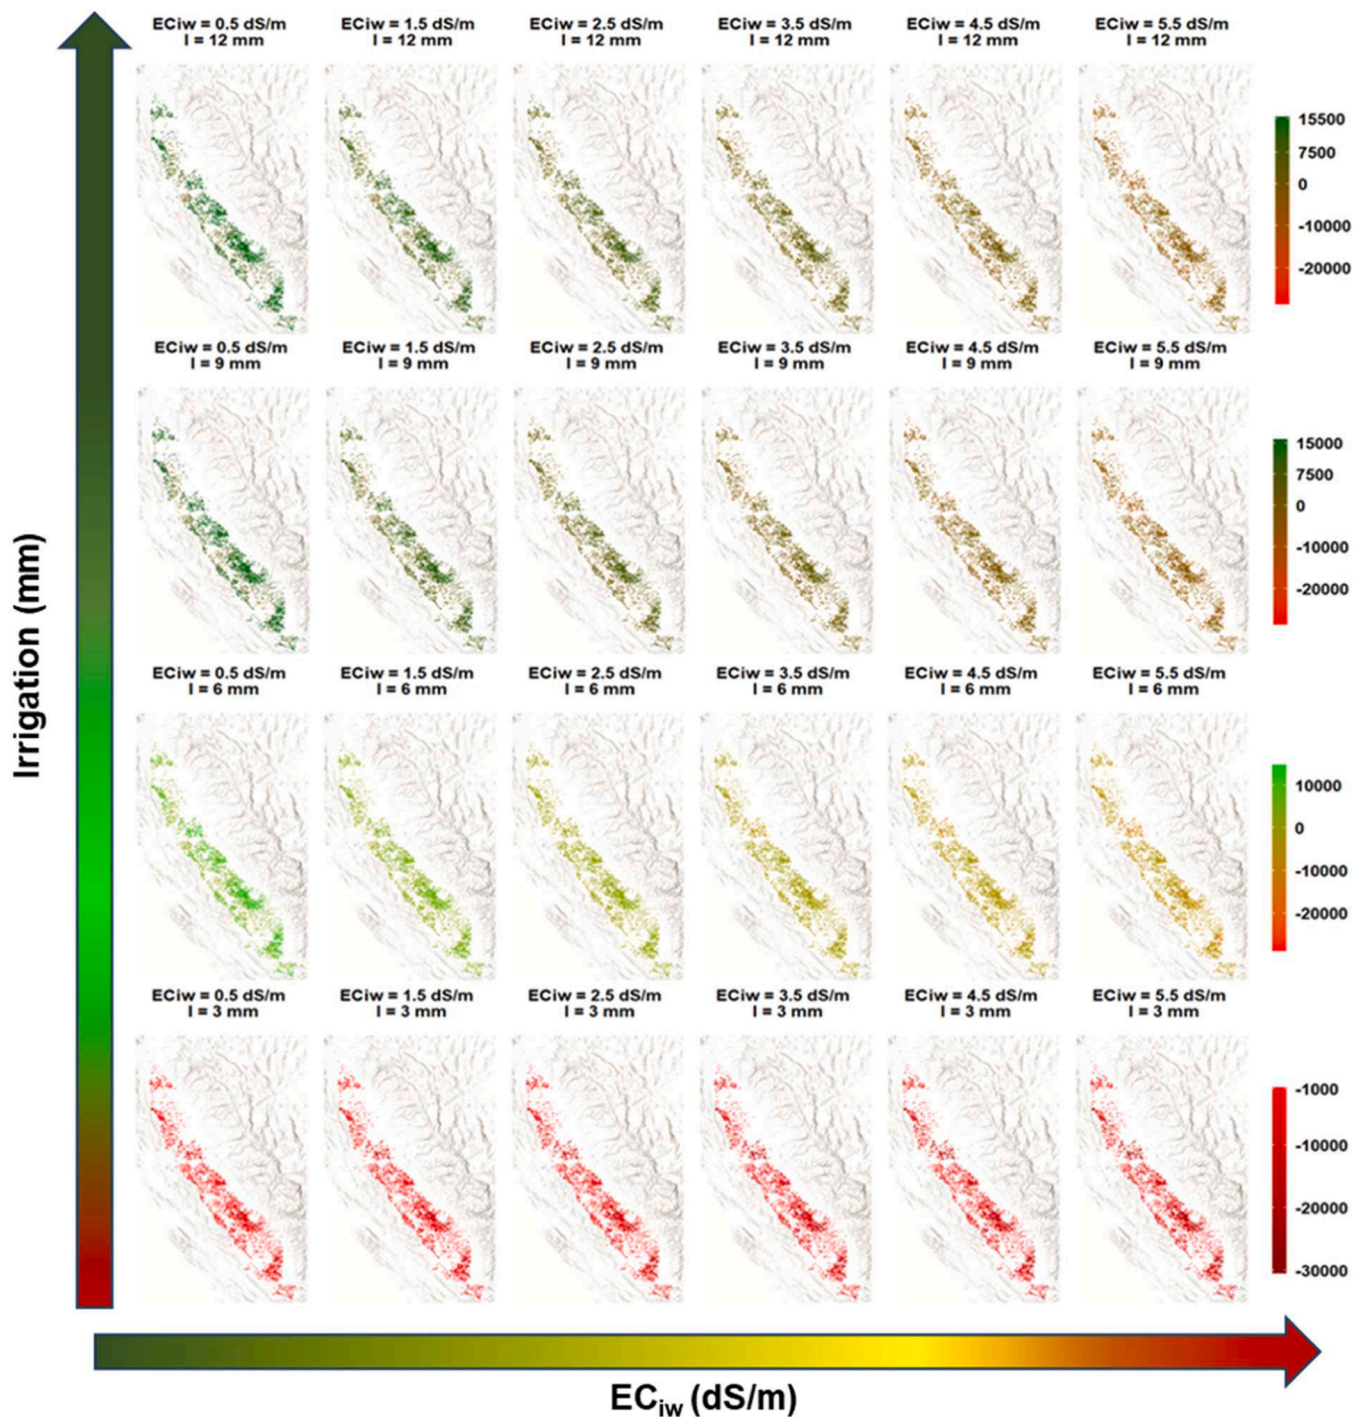 ECiw = 0.5 dS/m
I = 12 mm
ECiw = 1.5 dS/m
I = 12 mm
ECiw = 2.5 dS/m
I = 12 mm
ECiw = 3.5 dS/m
I = 12 mm
ECiw = 4.5 dS/m
I = 12 mm
ECiw = 5.5 dS/m
I = 12 mm
15500
7500
0
-10000
-20000
ECiw = 0.5 dS/m
I = 9 mm
ECiw = 1.5 dS/m
I = 9 mm
ECiw = 2.5 dS/m
I = 9 mm
ECiw = 3.5 dS/m
I = 9 mm
ECiw = 4.5 dS/m
I = 9 mm
ECiw = 5.5 dS/m
I = 9 mm
15000
7500
0
-10000
-20000
Irrigation (mm)
ECiw = 0.5 dS/m
I = 6 mm
ECiw = 1.5 dS/m
I = 6 mm
ECiw = 2.5 dS/m
I = 6 mm
ECiw = 3.5 dS/m
I = 6 mm
ECiw = 4.5 dS/m
I = 6 mm
ECiw = 5.5 dS/m
I = 6 mm
10000
0
-10000
-20000
ECiw = 0.5 dS/m
I = 3 mm
ECiw = 1.5 dS/m
I = 3 mm
ECiw = 2.5 dS/m
I = 3 mm
ECiw = 3.5 dS/m
I = 3 mm
ECiw = 4.5 dS/m
I = 3 mm
ECiw = 5.5 dS/m
I = 3 mm
-1000
-10000
-20000
-30000
ECiw (dS/m)